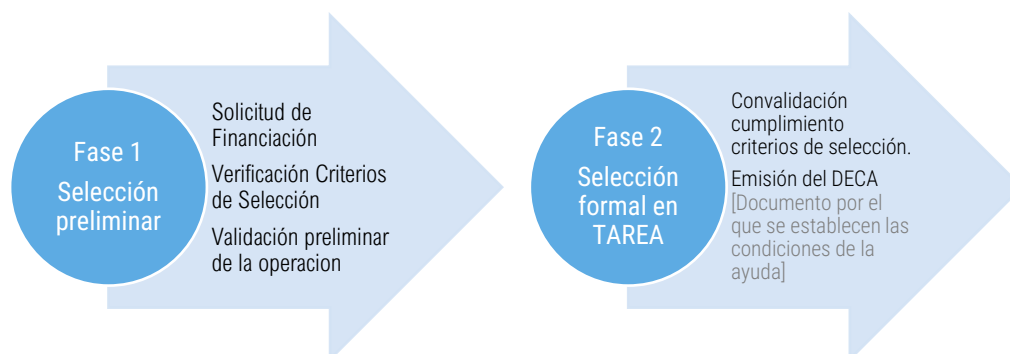 Fase 1
Selección
preliminar
Solicitud de
Financiación
Verificación Criterios
de Selección
Validación preliminar
de la operacion
Fase 2
Selección
formal en
TAREA
Convalidación
cumplimiento
criterios de selección.
Emisión del DECA
[Documento por el
que se establecen las
condiciones de la
ayuda]